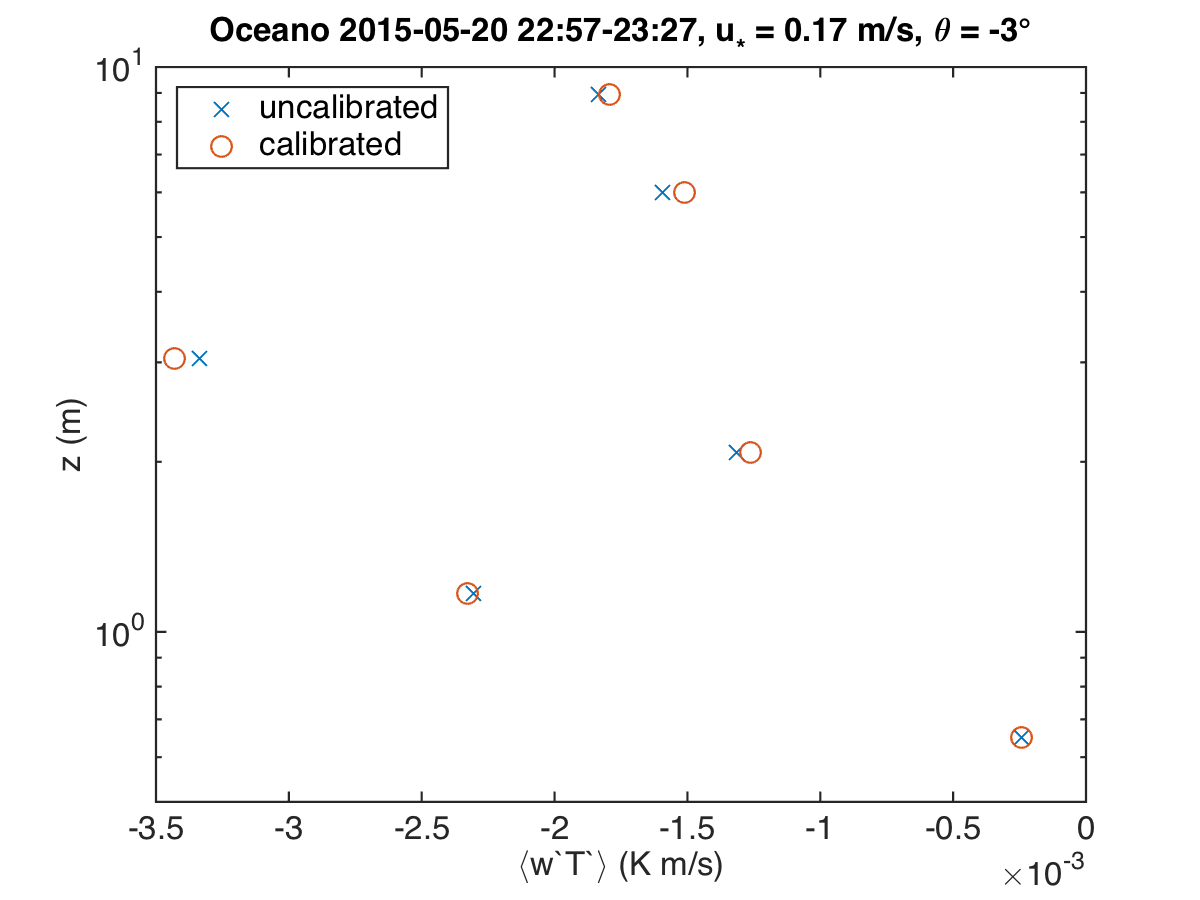 Oceano 2015-05-20 22:57-23:27, u* = 0.17 m/s, θ = -3°
10^1
uncalibrated
calibrated
z (m)
10^0
-3.5 -3 -2.5 -2 -1.5 -1 -0.5 0
⟨w`T`⟩ (K m/s)
×10^-3